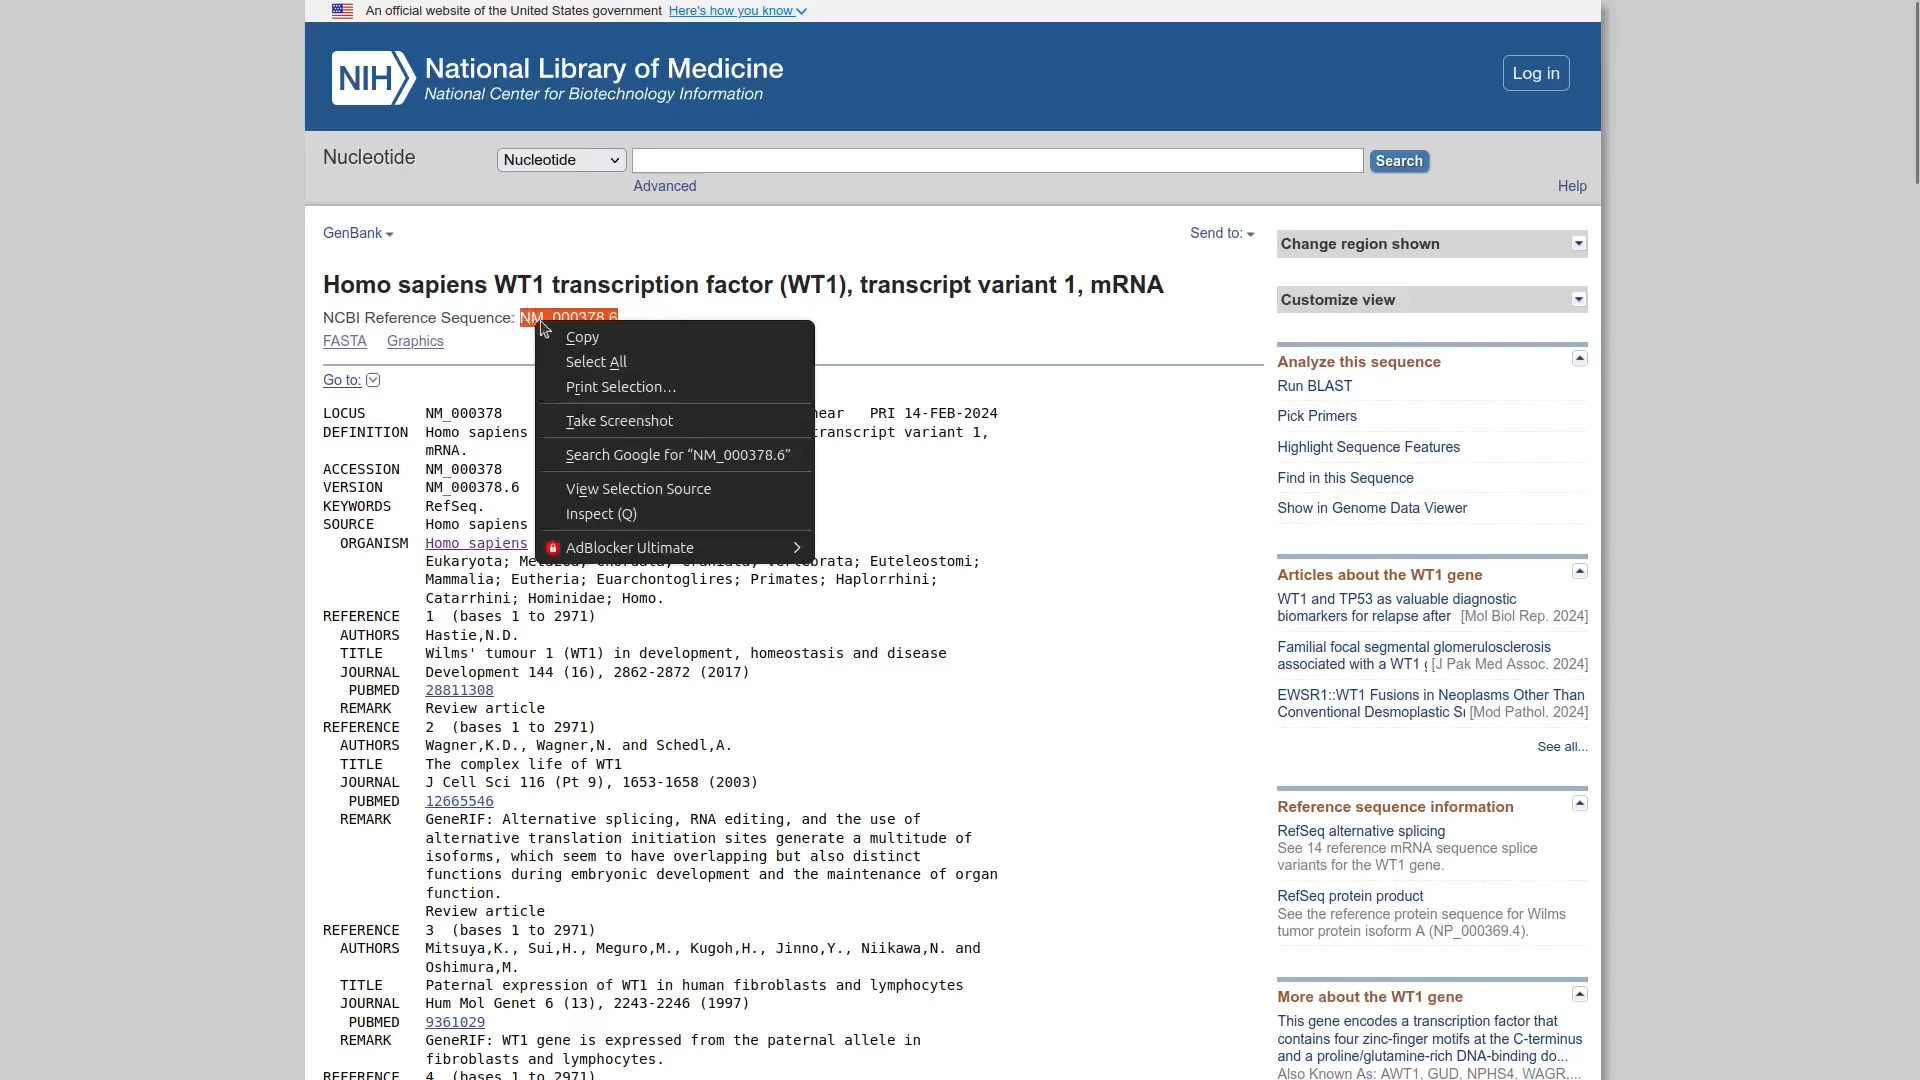 An official website of the United States government Here's how you know
NIH National Library of Medicine
National Center for Biotechnology Information
Log in
Nucleotide
Nucleotide
Search
Advanced
Help
GenBank
Send to:
Homo sapiens WT1 transcription factor (WT1), transcript variant 1, mRNA
NCBI Reference Sequence: NM_000378.6
FASTA Graphics
Go to:
LOCUS NM_000378 near PRI 14-FEB-2024
DEFINITION Homo sapiens transcript variant 1,
mRNA.
ACCESSION NM_000378
VERSION NM_000378.6
KEYWORDS RefSeq.
SOURCE Homo sapiens
ORGANISM Homo sapiens
Eukaryota; Metazoa; Chordata; Craniata; Vertebrata; Euteleostomi;
Mammalia; Eutheria; Euarchontoglires; Primates; Haplorrhini;
Catarrhini; Hominidae; Homo.
REFERENCE 1 (bases 1 to 2971)
AUTHORS Hastie,N.D.
TITLE Wilms' tumour 1 (WT1) in development, homeostasis and disease
JOURNAL Development 144 (16), 2862-2872 (2017)
PUBMED 28811308
REMARK Review article
REFERENCE 2 (bases 1 to 2971)
AUTHORS Wagner,K.D., Wagner,N. and Schedl,A.
TITLE The complex life of WT1
JOURNAL J Cell Sci 116 (Pt 9), 1653-1658 (2003)
PUBMED 12665546
REMARK GeneRIF: Alternative splicing, RNA editing, and the use of
alternative translation initiation sites generate a multitude of
isoforms, which seem to have overlapping but also distinct
functions during embryonic development and the maintenance of organ
function.
Review article
REFERENCE 3 (bases 1 to 2971)
AUTHORS Mitsuya,K., Sui,H., Meguro,M., Kugoh,H., Jinno,Y., Niikawa,N. and
Oshimura,M.
TITLE Paternal expression of WT1 in human fibroblasts and lymphocytes
JOURNAL Hum Mol Genet 6 (13), 2243-2246 (1997)
PUBMED 9361029
REMARK GeneRIF: WT1 gene is expressed from the paternal allele in
fibroblasts and lymphocytes.
REFERENCE 4 (bases 1 to 2971)
Copy
Select All
Print Selection…
Take Screenshot
Search Google for “NM_000378.6”
View Selection Source
Inspect (Q)
AdBlocker Ultimate
Change region shown
Customize view
Analyze this sequence
Run BLAST
Pick Primers
Highlight Sequence Features
Find in this Sequence
Show in Genome Data Viewer
Articles about the WT1 gene
WT1 and TP53 as valuable diagnostic
biomarkers for relapse after [Mol Biol Rep. 2024]
Familial focal segmental glomerulosclerosis
associated with a WT1 [J Pak Med Assoc. 2024]
EWSR1::WT1 Fusions in Neoplasms Other Than
Conventional Desmoplastic [Mod Pathol. 2024]
See all...
Reference sequence information
RefSeq alternative splicing
See 14 reference mRNA sequence splice
variants for the WT1 gene.
RefSeq protein product
See the reference protein sequence for Wilms
tumor protein isoform A (NP_000369.4).
More about the WT1 gene
This gene encodes a transcription factor that
contains four zinc-finger motifs at the C-terminus
and a proline/glutamine-rich DNA-binding do...
Also Known As: AWT1, GUD, NPHS4, WAGR,...